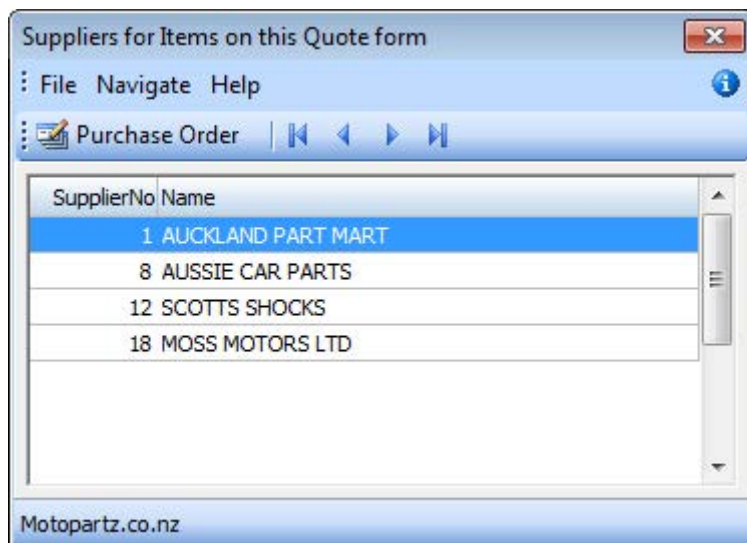 Suppliers for Items on this Quote form
File Navigate Help
Purchase Order
SupplierNo Name
1 AUCKLAND PART MART
8 AUSSIE CAR PARTS
12 SCOTTS SHOCKS
18 MOSS MOTORS LTD
Motopartz.co.nz